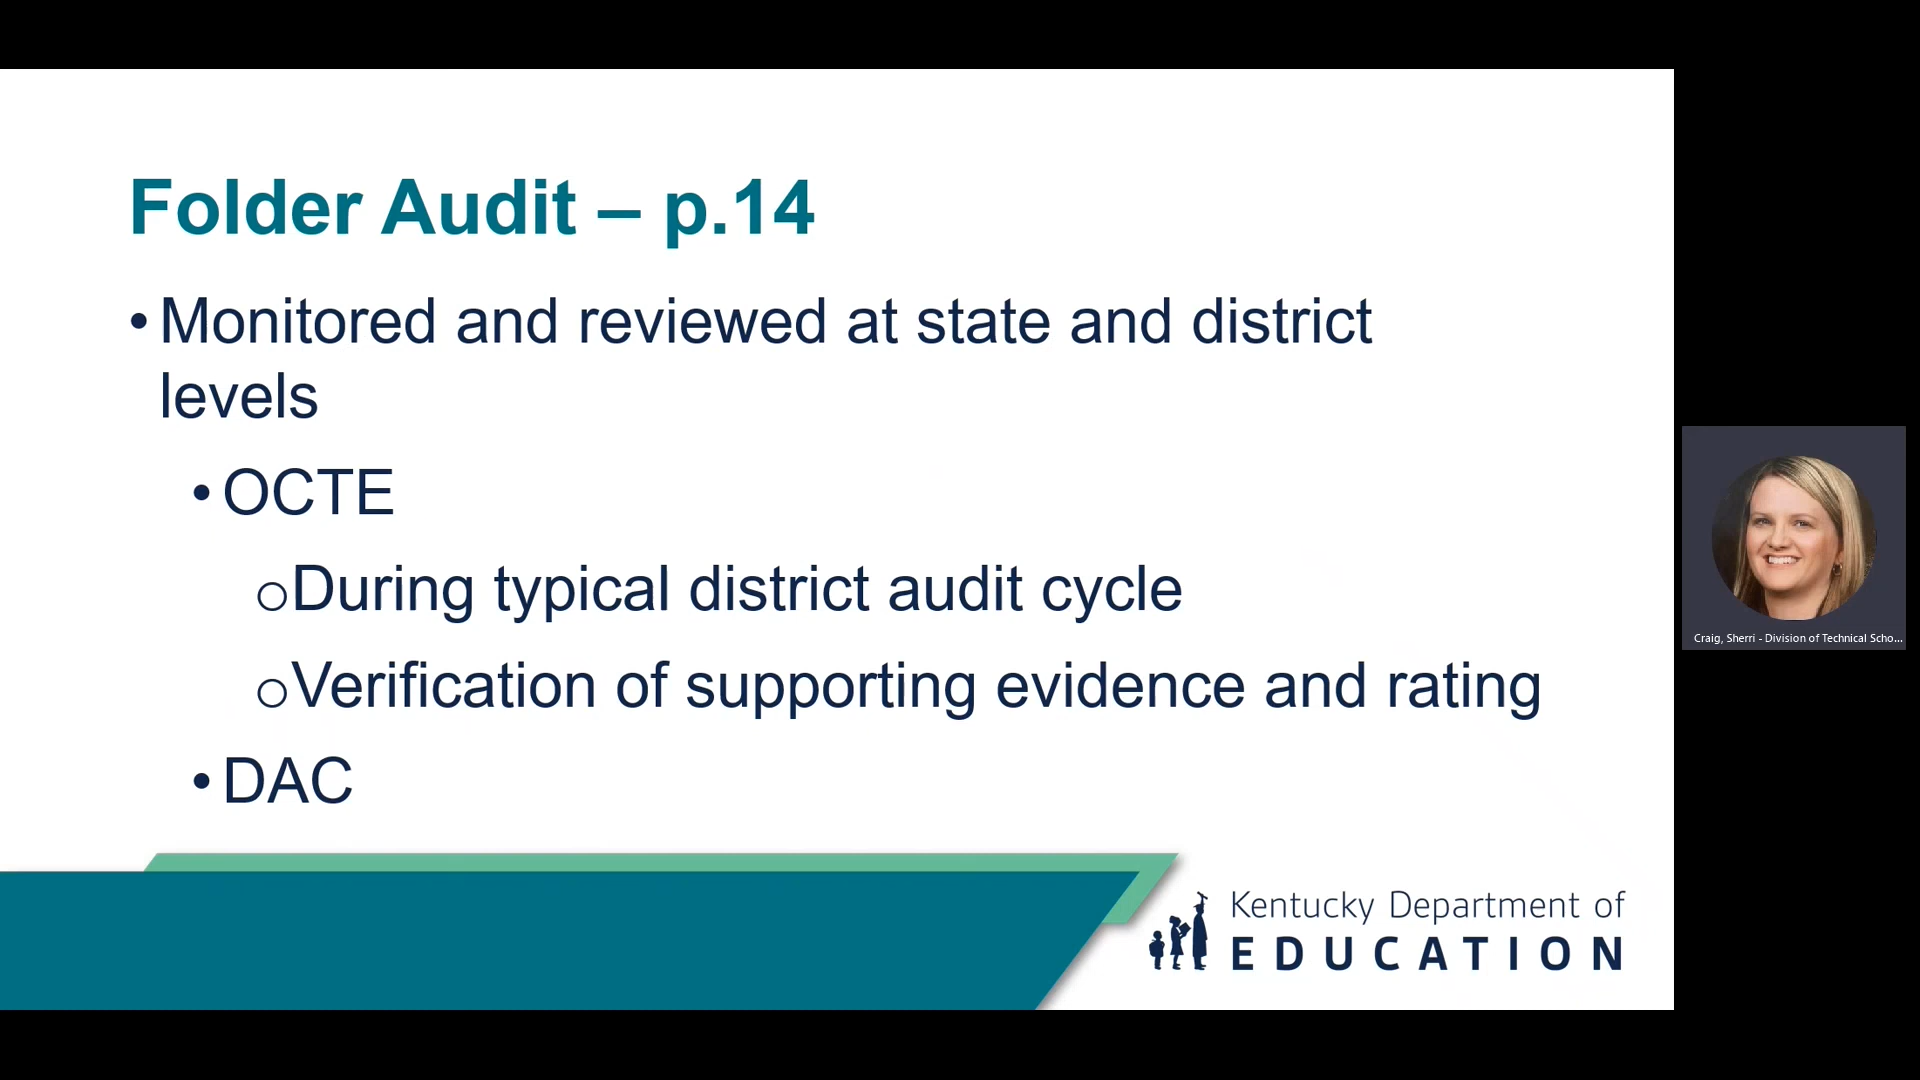 Folder Audit – p.14
• Monitored and reviewed at state and district
levels
• OCTE
o During typical district audit cycle
o Verification of supporting evidence and rating
• DAC
Kentucky Department of
EDUCATION
Craig, Sherri - Division of Technical Scho...